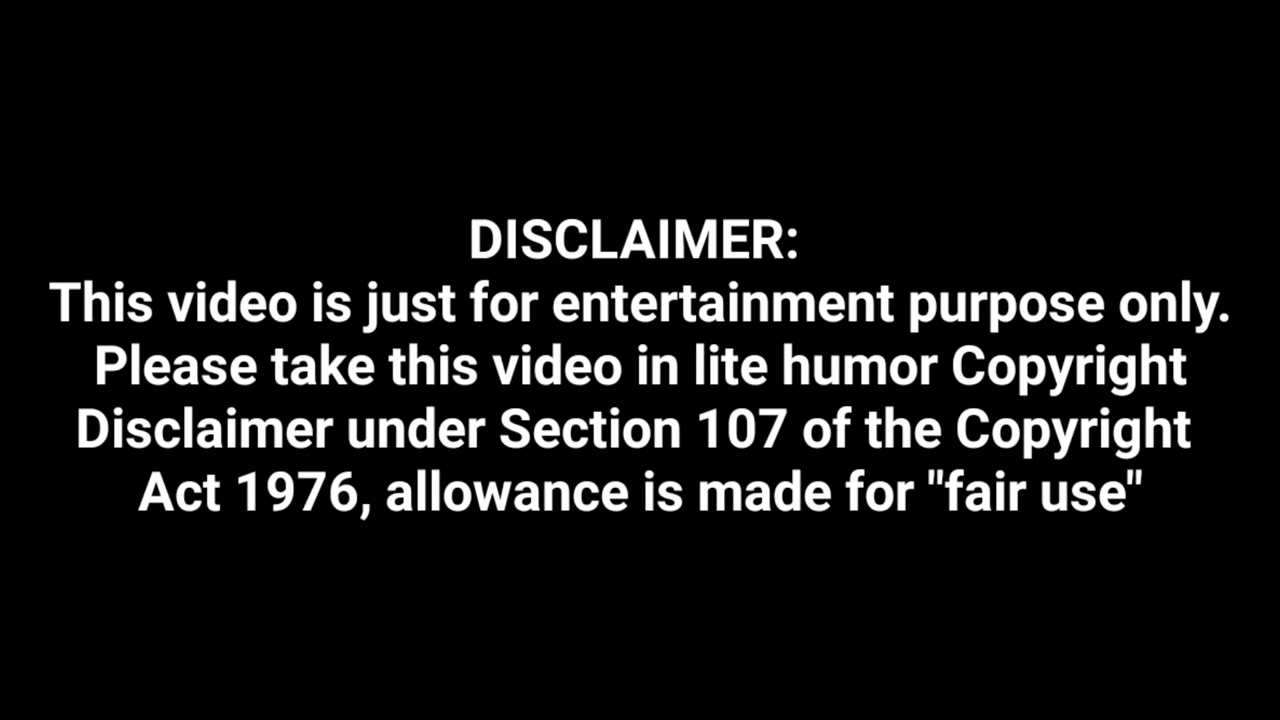 DISCLAIMER:
This video is just for entertainment purpose only.
Please take this video in lite humor Copyright
Disclaimer under Section 107 of the Copyright
Act 1976, allowance is made for "fair use"